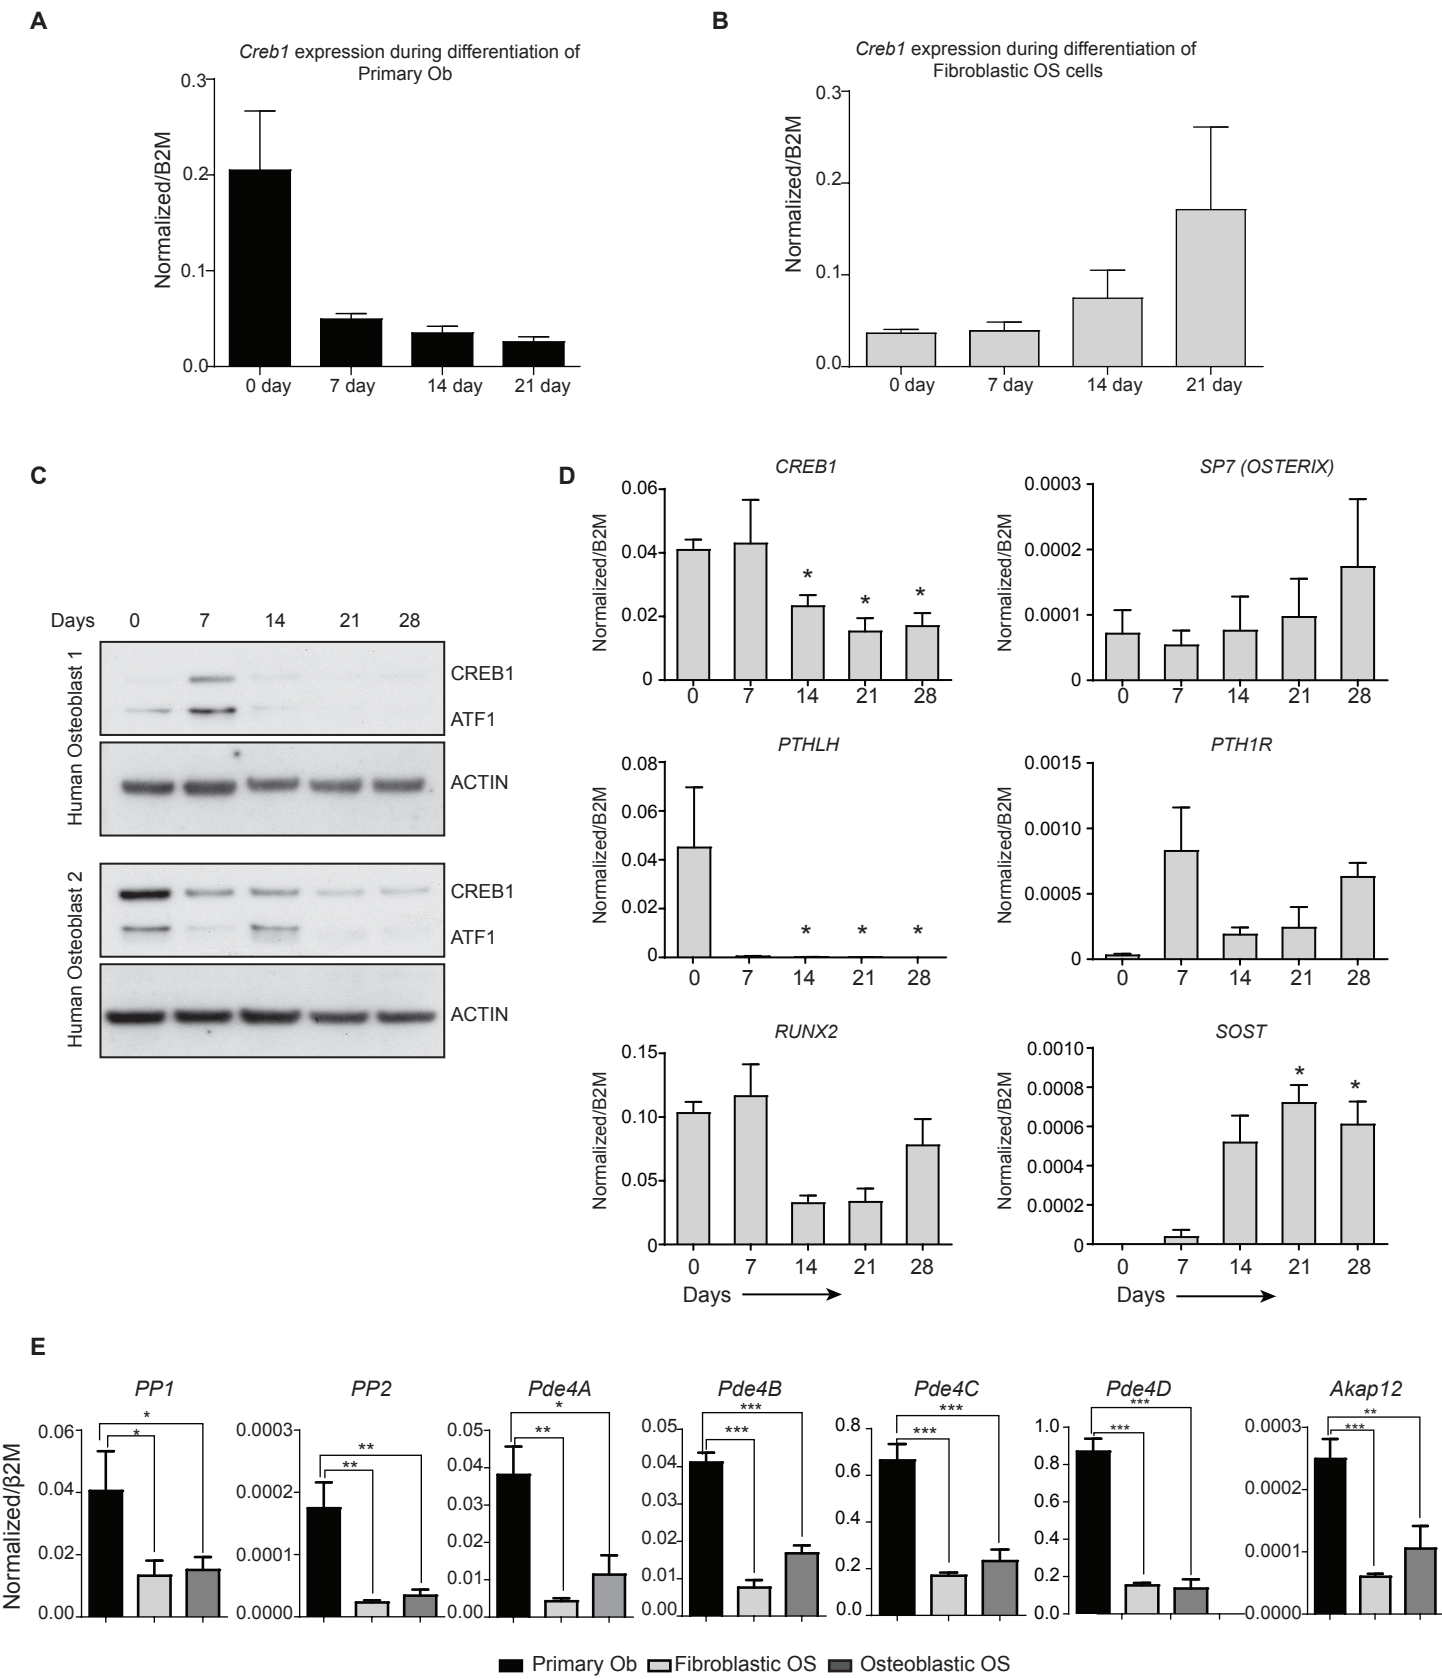 A
Creb1 expression during differentiation of
Primary Ob
Normalized/B2M
0.3
0.2
0.1
0.0
0 day 7 day 14 day 21 day
B
Creb1 expression during differentiation of
Fibroblastic OS cells
Normalized/B2M
0.3
0.2
0.1
0.0
0 day 7 day 14 day 21 day
C
Days 0 7 14 21 28
Human Osteoblast 1
CREB1
ATF1
ACTIN
Human Osteoblast 2
CREB1
ATF1
ACTIN
D
CREB1
Normalized/B2M
0.06
0.04
0.02
0
* * *
0 7 14 21 28
SP7 (OSTERIX)
Normalized/B2M
0.0003
0.0002
0.0001
0
0 7 14 21 28
PTHLH
Normalized/B2M
0.08
0.06
0.04
0.02
0
* * *
0 7 14 21 28
PTH1R
Normalized/B2M
0.0015
0.0010
0.0005
0
0 7 14 21 28
RUNX2
Normalized/B2M
0.15
0.10
0.05
0
0 7 14 21 28
Days
SOST
Normalized/B2M
0.0010
0.0008
0.0006
0.0004
0.0002
0
* *
0 7 14 21 28
Days
E
Normalized/β2M
PP1
*
*
0.06
0.04
0.02
0.00
PP2
**
**
0.0003
0.0002
0.0001
0.0000
Pde4A
*
**
0.05
0.04
0.03
0.02
0.01
0.00
Pde4B
***
***
0.05
0.04
0.03
0.02
0.01
0.00
Pde4C
***
***
0.8
0.6
0.4
0.2
0.0
Pde4D
***
***
1.0
0.8
0.6
0.4
0.2
0.0
Akap12
**
***
0.0003
0.0002
0.0001
0.0000
Primary Ob Fibroblastic OS Osteoblastic OS